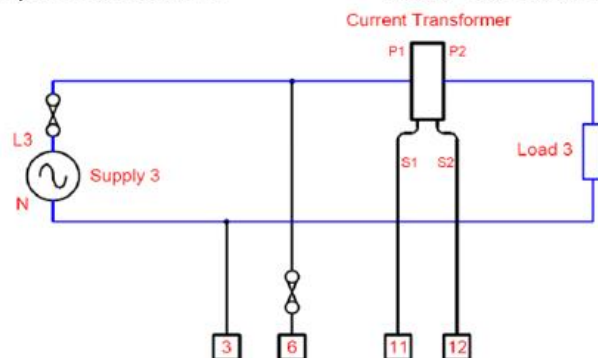 Current Transformer
P1 P2
L3
Supply 3
N
S1 S2
Load 3
3 6 11 12